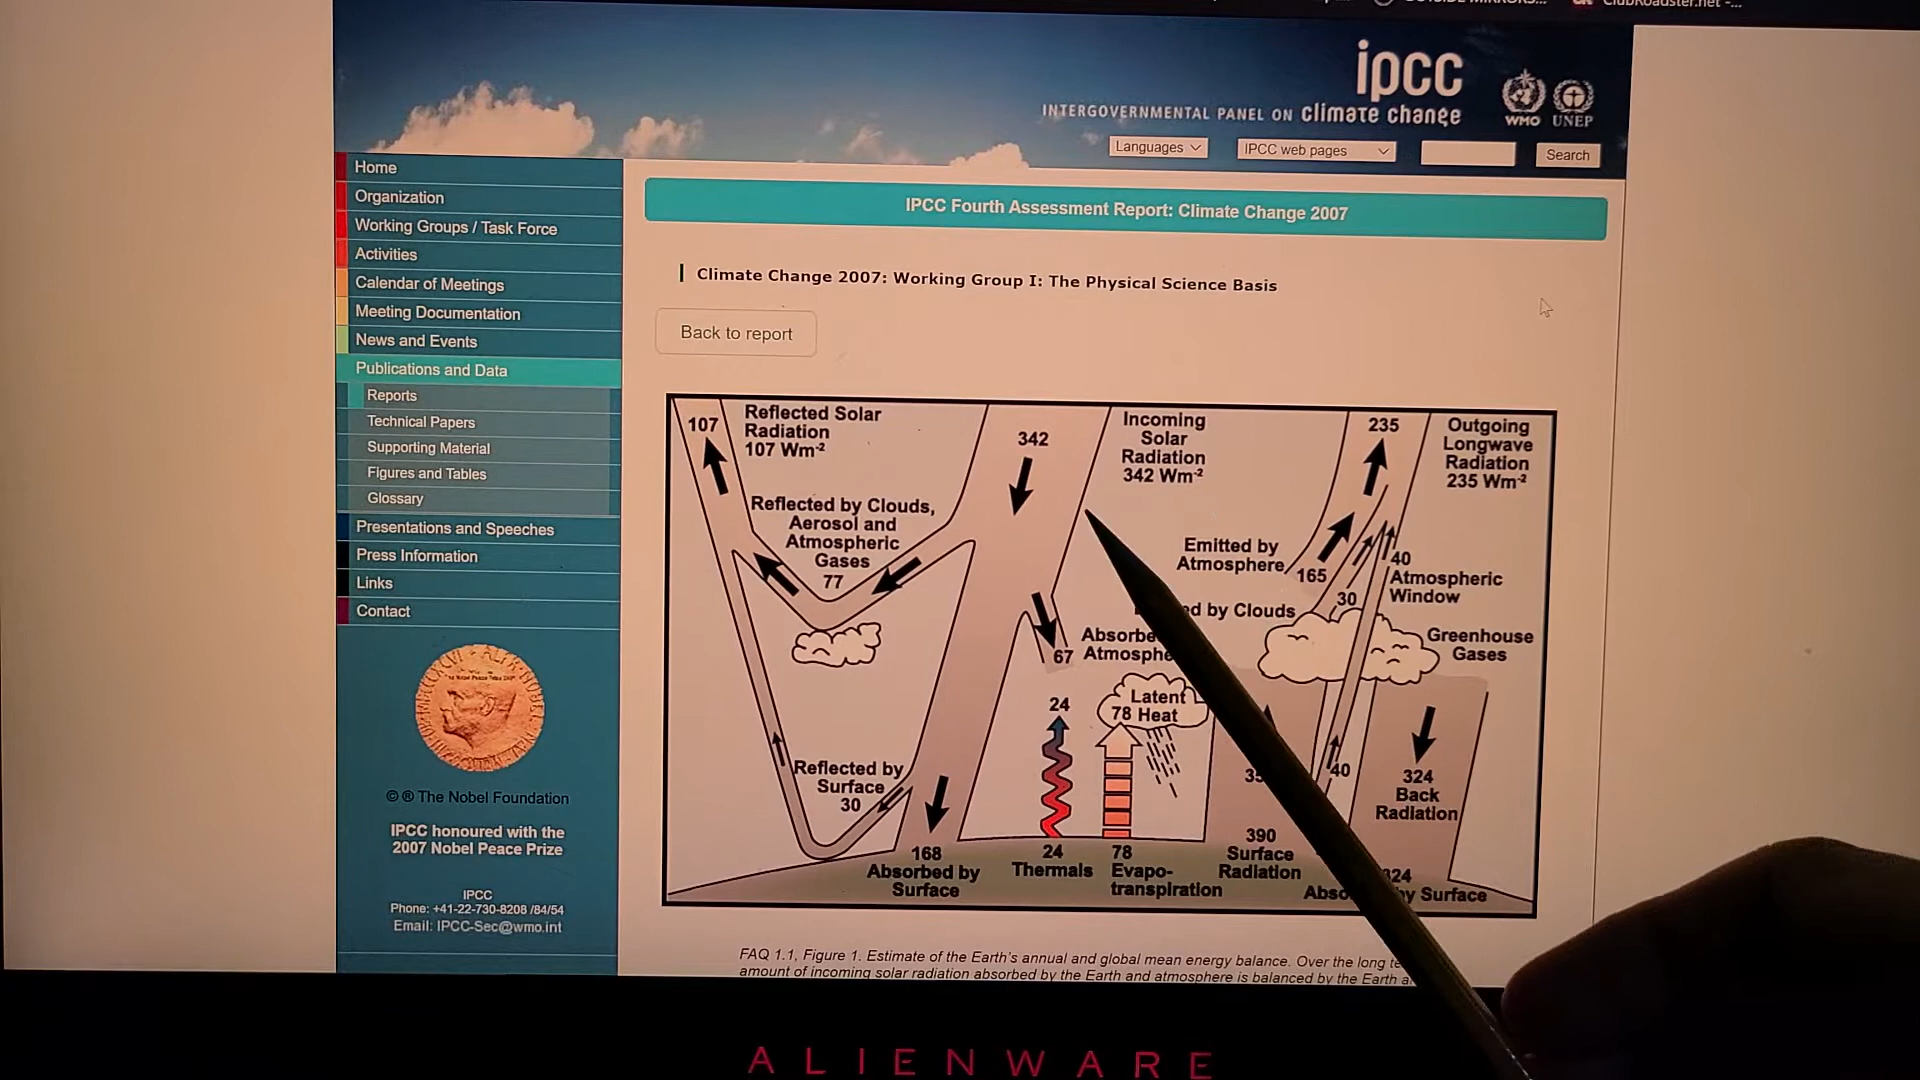 ClubRoadster.net -...
ipcc
INTERGOVERNMENTAL PANEL ON climate change
WMO
UNEP
Languages
IPCC web pages
Search
Home
Organization
Working Groups / Task Force
Activities
Calendar of Meetings
Meeting Documentation
News and Events
Publications and Data
Reports
Technical Papers
Supporting Material
Figures and Tables
Glossary
Presentations and Speeches
Press Information
Links
Contact
© ® The Nobel Foundation
IPCC honoured with the
2007 Nobel Peace Prize
IPCC
Phone: +41-22-730-8208 /84/54
Email: IPCC-Sec@wmo.int
IPCC Fourth Assessment Report: Climate Change 2007
Climate Change 2007: Working Group I: The Physical Science Basis
Back to report
107
Reflected Solar
Radiation
107 Wm-2
342
Incoming
Solar
Radiation
342 Wm-2
235
Outgoing
Longwave
Radiation
235 Wm-2
Reflected by Clouds,
Aerosol and
Atmospheric
Gases
77
Emitted by
Atmosphere
165
by Clouds
30
40
Atmospheric
Window
Greenhouse
Gases
67
24
Latent
78 Heat
Reflected by
Surface
30
40
324
Back
Radiation
168
Absorbed by
Surface
24
Thermals
78
Evapo-
transpiration
390
Surface
Radiation
Surface
FAQ 1.1, Figure 1. Estimate of the Earth's annual and global mean energy balance. Over the long
amount of incoming solar radiation absorbed by the Earth and atmosphere is balanced by the Earth
ALIENWARE